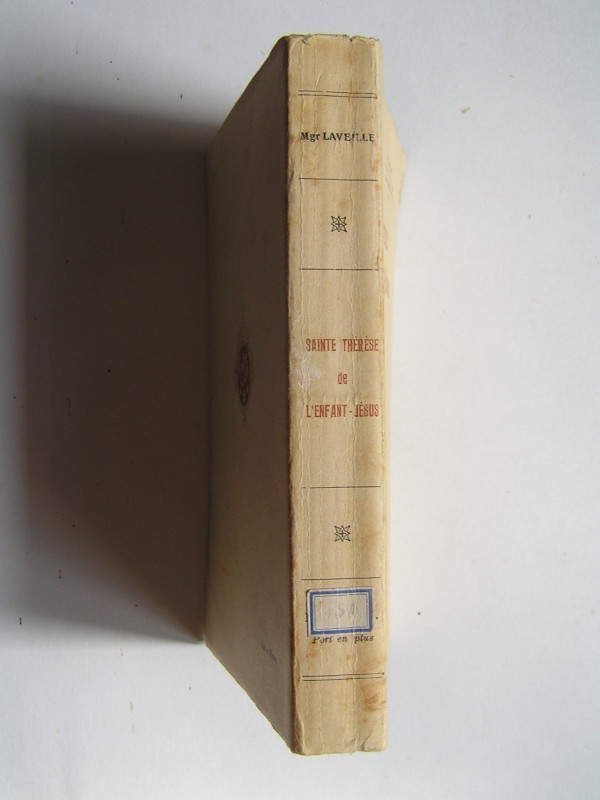 Mgr LAVEILLE
SAINTE THÉRÈSE
de
L'ENFANT-JÉSUS
Port en plus